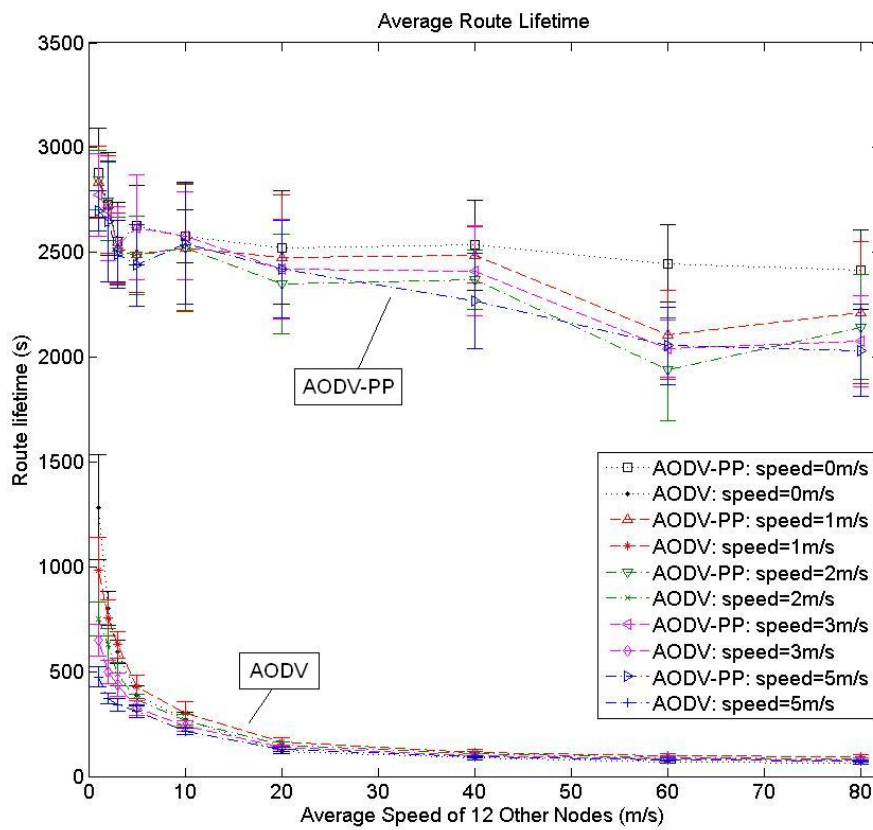 Average Route Lifetime
3500
3000
2500
2000
1500
1000
500
0
Route lifetime (s)
AODV-PP
AODV
AODV-PP: speed=0m/s
AODV: speed=0m/s
AODV-PP: speed=1m/s
AODV: speed=1m/s
AODV-PP: speed=2m/s
AODV: speed=2m/s
AODV-PP: speed=3m/s
AODV: speed=3m/s
AODV-PP: speed=5m/s
AODV: speed=5m/s
0 10 20 30 40 50 60 70 80
Average Speed of 12 Other Nodes (m/s)